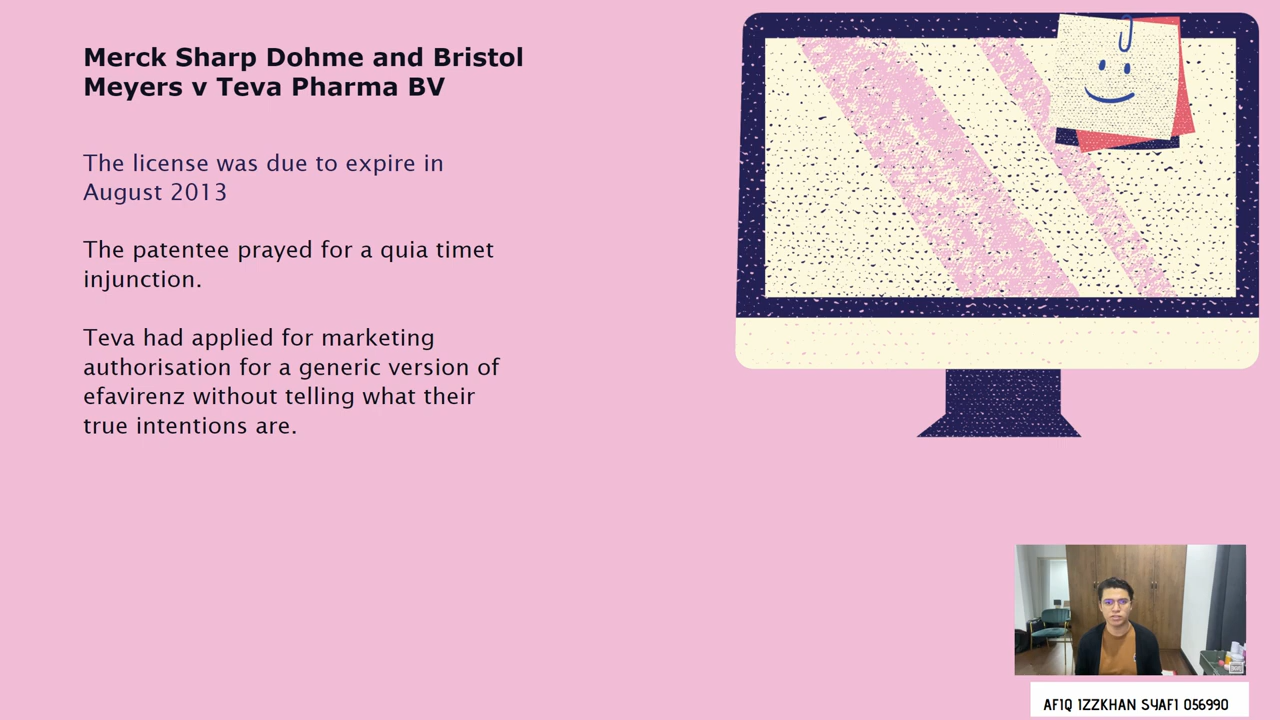 Merck Sharp Dohme and Bristol
Meyers v Teva Pharma BV
The license was due to expire in
August 2013
The patentee prayed for a quia timet
injunction.
Teva had applied for marketing
authorisation for a generic version of
efavirenz without telling what their
true intentions are.
AFIQ IZZKHAN SYAFI 056990